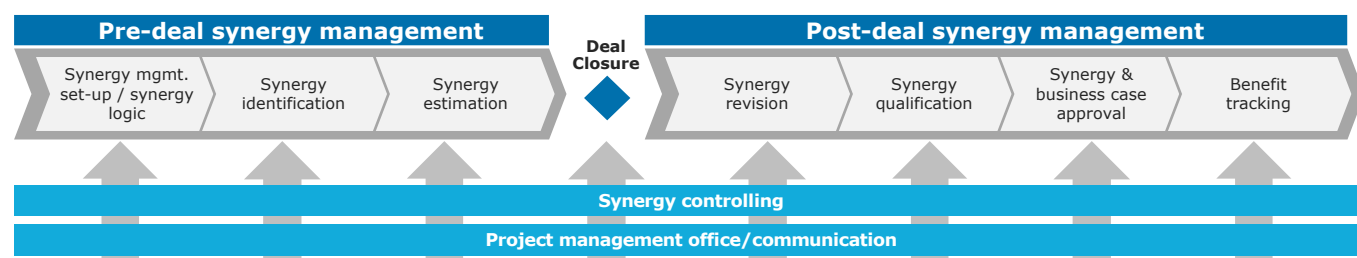 Pre-deal synergy management
Deal
Closure
Post-deal synergy management
Synergy mgmt.
set-up / synergy
logic
Synergy
identification
Synergy
estimation
Synergy
revision
Synergy
qualification
Synergy &
business case
approval
Benefit
tracking
Synergy controlling
Project management office/communication